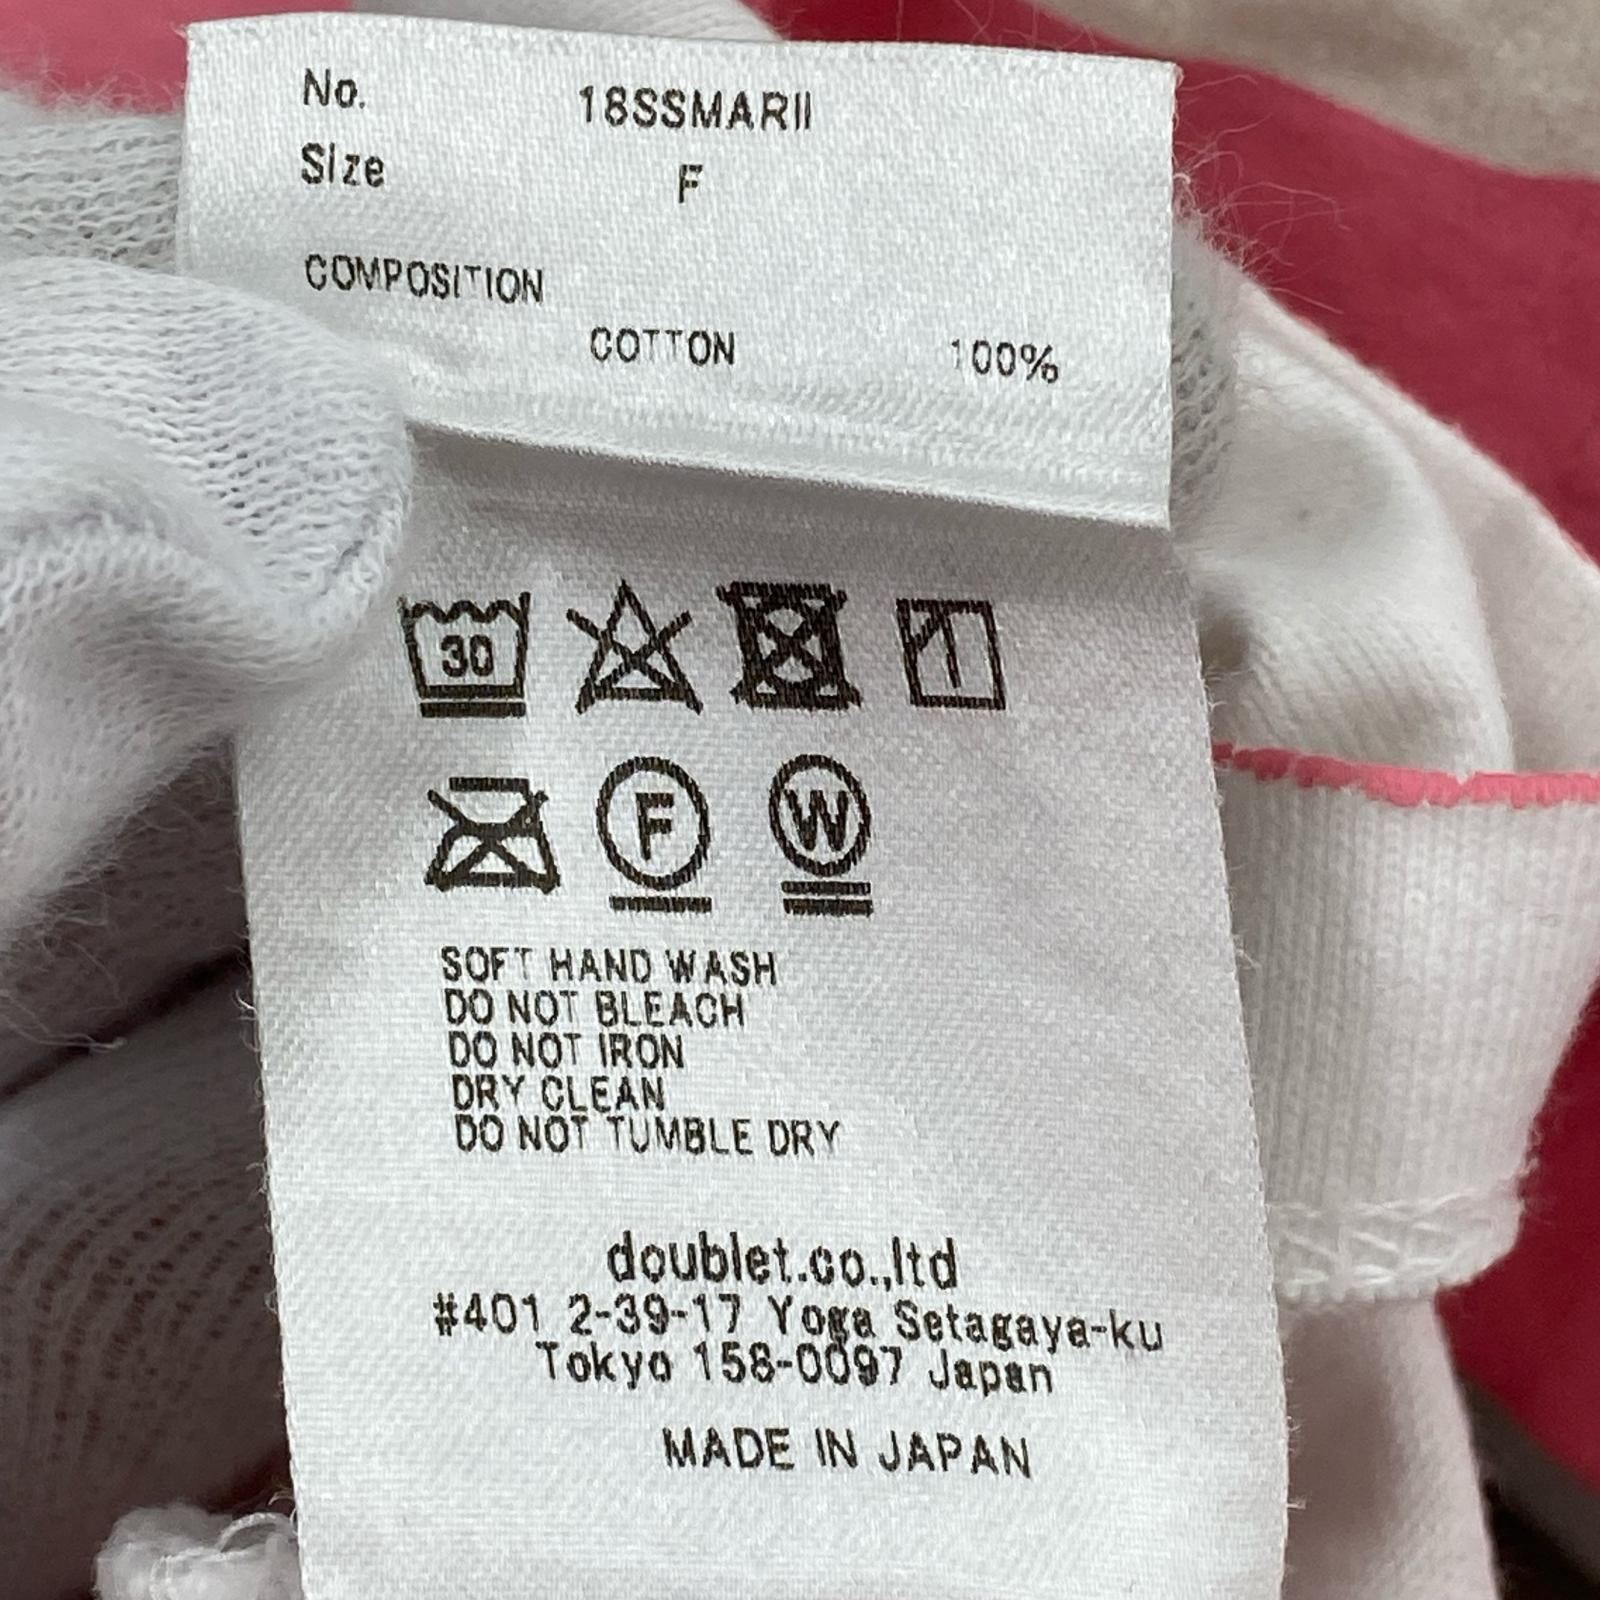 No. 18SSMARII
Size F
COMPOSITION
COTTON 100%
30
F W
SOFT HAND WASH
DO NOT BLEACH
DO NOT IRON
DRY CLEAN
DO NOT TUMBLE DRY
doublet.co.,ltd
#401 2-39-17 Yoga Setagaya-ku
Tokyo 158-0097 Japan
MADE IN JAPAN